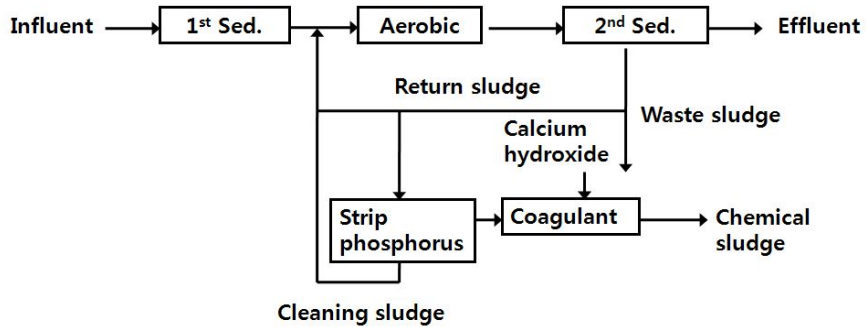 Influent
1st Sed.
Aerobic
2nd Sed.
Effluent
Return sludge
Waste sludge
Calcium
hydroxide
Strip
phosphorus
Coagulant
Chemical
sludge
Cleaning sludge